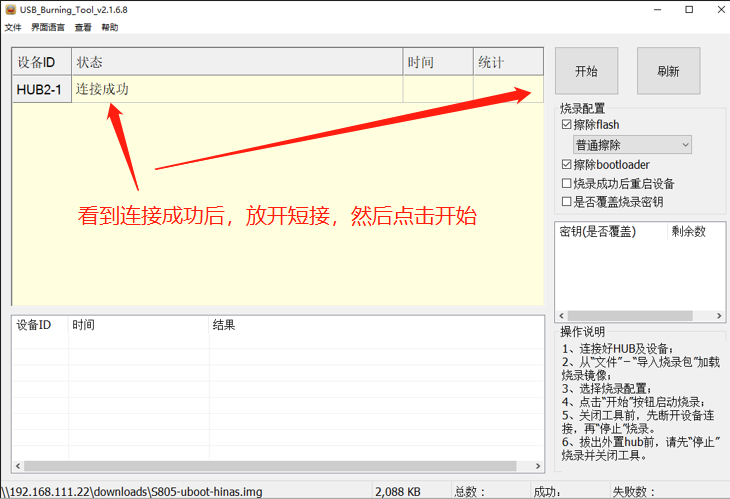 USB_Burning_Tool_v2.1.6.8
文件 界面语言 查看 帮助
设备ID 状态 时间 统计
HUB2-1 连接成功
看到连接成功后，放开短接，然后点击开始
开始 刷新
烧录配置
擦除flash
普通擦除
擦除bootloader
烧录成功后重启设备
是否覆盖烧录密钥
密钥(是否覆盖) 剩余数
设备ID 时间 结果
操作说明
1、连接好HUB及设备；
2、从“文件”－“导入烧录包”加载
烧录镜像；
3、选择烧录配置；
4、点击“开始”按钮启动烧录；
5、关闭工具前，先断开设备连
接，再“停止”烧录。
6、拔出外置hub前，请先“停止”
烧录并关闭工具。
\\192.168.111.22\downloads\S805-uboot-hinas.img 2,088 KB 总数： 成功： 失败数：